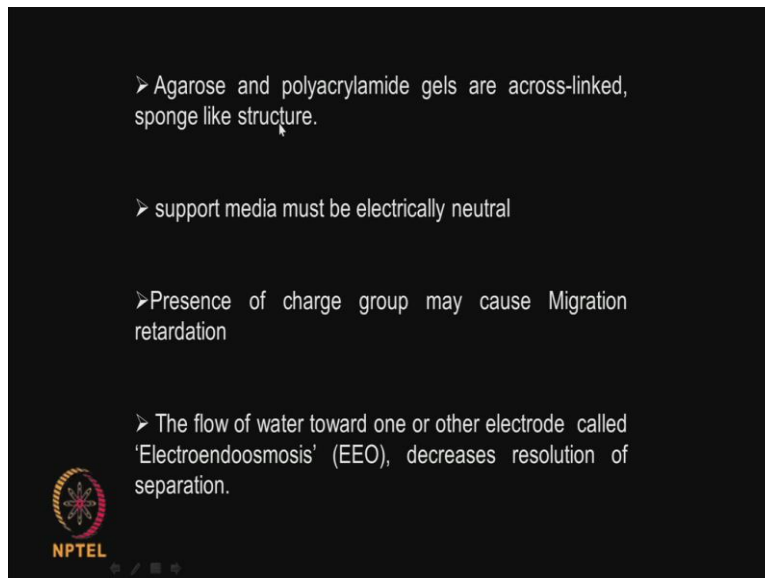 ➢ Agarose and polyacrylamide gels are across-linked,
sponge like structure.
➢ support media must be electrically neutral
➢Presence of charge group may cause Migration
retardation
➢ The flow of water toward one or other electrode called
‘Electroendoosmosis’ (EEO), decreases resolution of
separation.
NPTEL